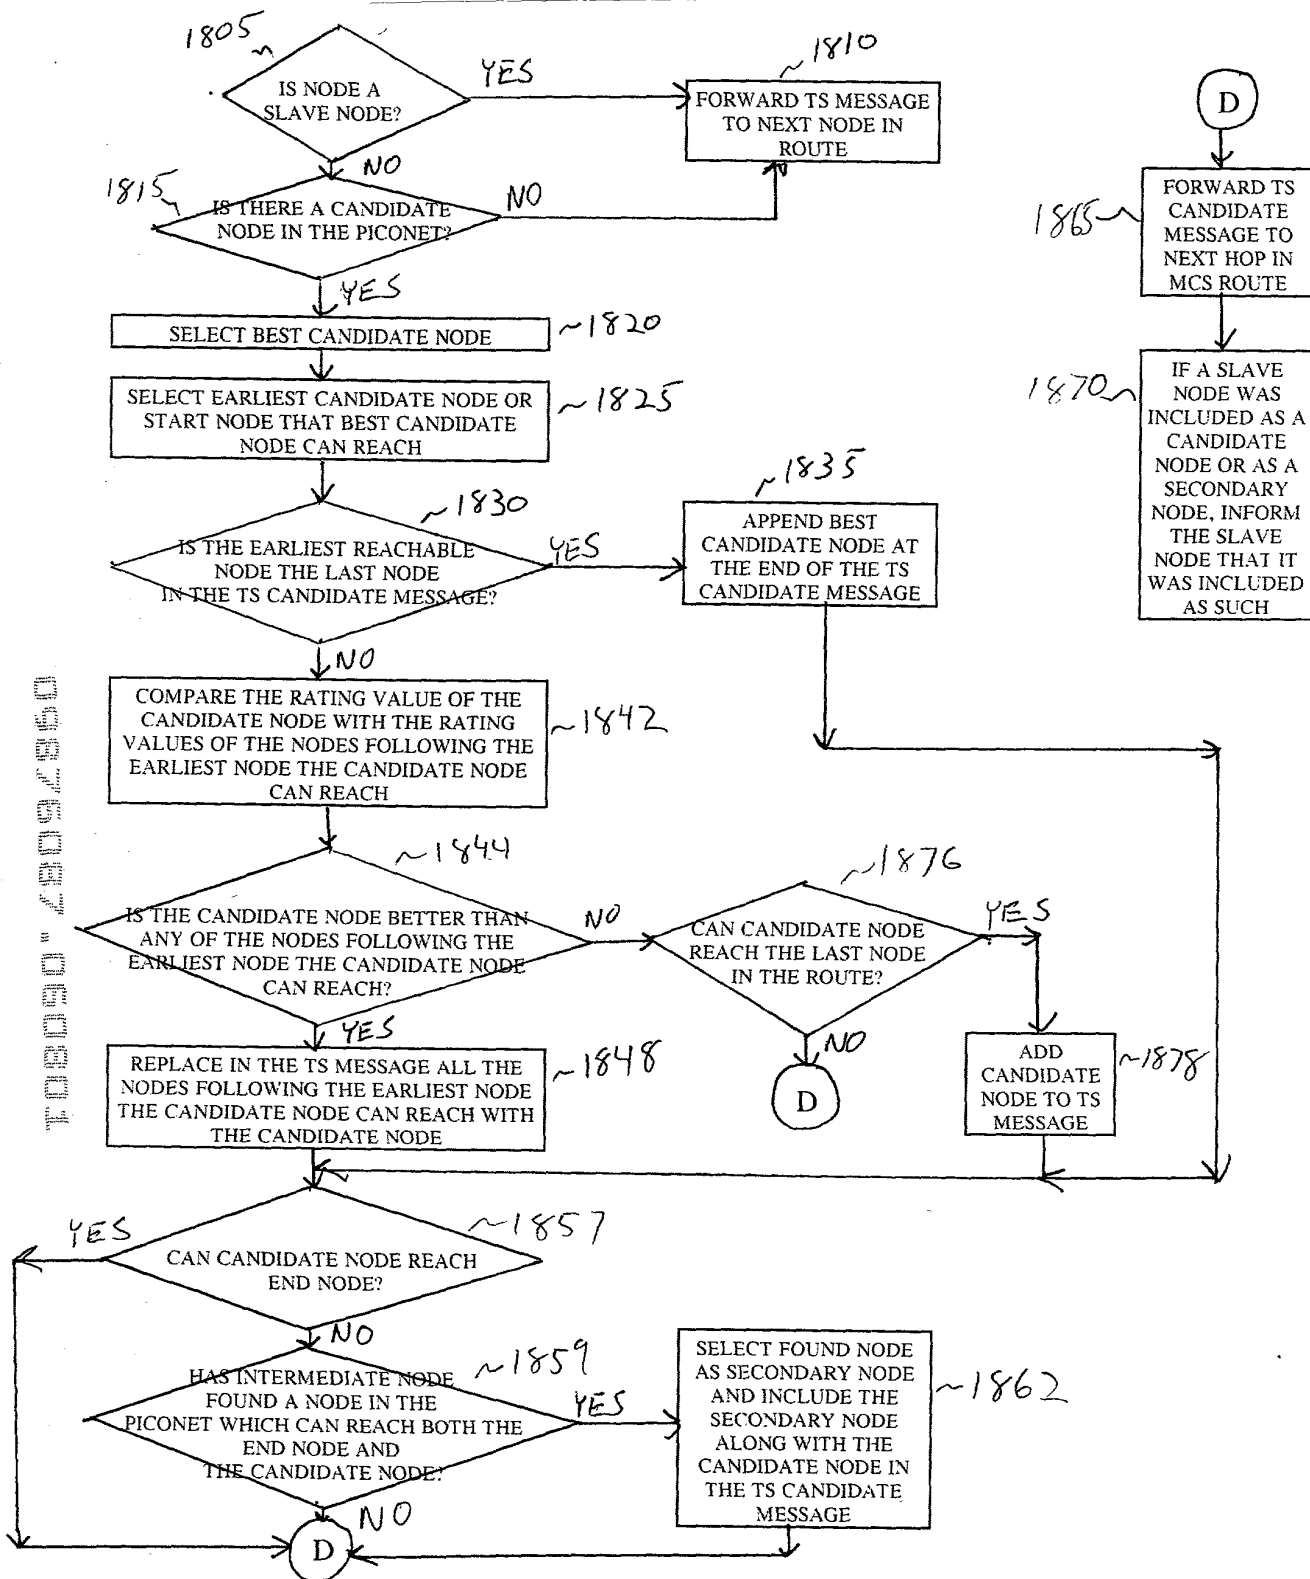 1805
IS NODE A
SLAVE NODE?
YES
~1810
FORWARD TS MESSAGE
TO NEXT NODE IN
ROUTE
NO
1815
IS THERE A CANDIDATE
NODE IN THE PICONET?
NO
YES
SELECT BEST CANDIDATE NODE
~1820
SELECT EARLIEST CANDIDATE NODE OR
START NODE THAT BEST CANDIDATE
NODE CAN REACH
~1825
~1830
IS THE EARLIEST REACHABLE
NODE THE LAST NODE
IN THE TS CANDIDATE MESSAGE?
YES
~1835
APPEND BEST
CANDIDATE NODE AT
THE END OF THE TS
CANDIDATE MESSAGE
NO
COMPARE THE RATING VALUE OF THE
CANDIDATE NODE WITH THE RATING
VALUES OF THE NODES FOLLOWING THE
EARLIEST NODE THE CANDIDATE NODE
CAN REACH
~1842
~1844
IS THE CANDIDATE NODE BETTER THAN
ANY OF THE NODES FOLLOWING THE
EARLIEST NODE THE CANDIDATE NODE
CAN REACH?
NO
~1876
CAN CANDIDATE NODE
REACH THE LAST NODE
IN THE ROUTE?
YES
NO
D
ADD
CANDIDATE
NODE TO TS
MESSAGE
~1878
YES
REPLACE IN THE TS MESSAGE ALL THE
NODES FOLLOWING THE EARLIEST NODE
THE CANDIDATE NODE CAN REACH WITH
THE CANDIDATE NODE
~1848
YES
~1857
CAN CANDIDATE NODE REACH
END NODE?
NO
~1859
HAS INTERMEDIATE NODE
FOUND A NODE IN THE
PICONET WHICH CAN REACH BOTH THE
END NODE AND
THE CANDIDATE NODE?
YES
SELECT FOUND NODE
AS SECONDARY NODE
AND INCLUDE THE
SECONDARY NODE
ALONG WITH THE
CANDIDATE NODE IN
THE TS CANDIDATE
MESSAGE
~1862
NO
D
D
1865
FORWARD TS
CANDIDATE
MESSAGE TO
NEXT HOP IN
MCS ROUTE
1870
IF A SLAVE
NODE WAS
INCLUDED AS A
CANDIDATE
NODE OR AS A
SECONDARY
NODE, INFORM
THE SLAVE
NODE THAT IT
WAS INCLUDED
AS SUCH
09876087.060801